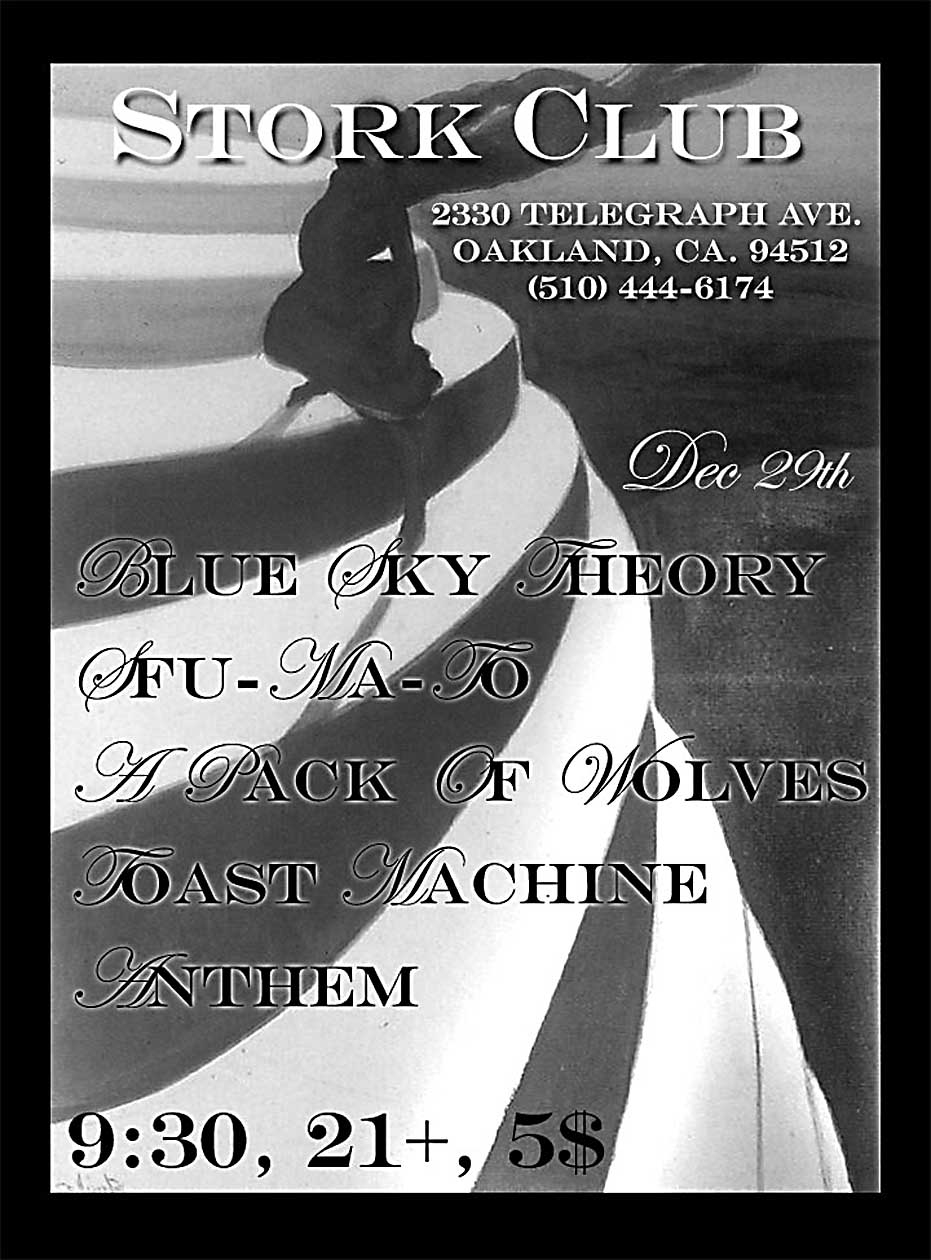 Stork Club
2330 Telegraph Ave.
Oakland, CA. 94512
(510) 444-6174
Dec 29th
Blue Sky Theory
Sfu-Ma-To
A Pack Of Wolves
Toast Machine
Anthem
9:30, 21+, 5$